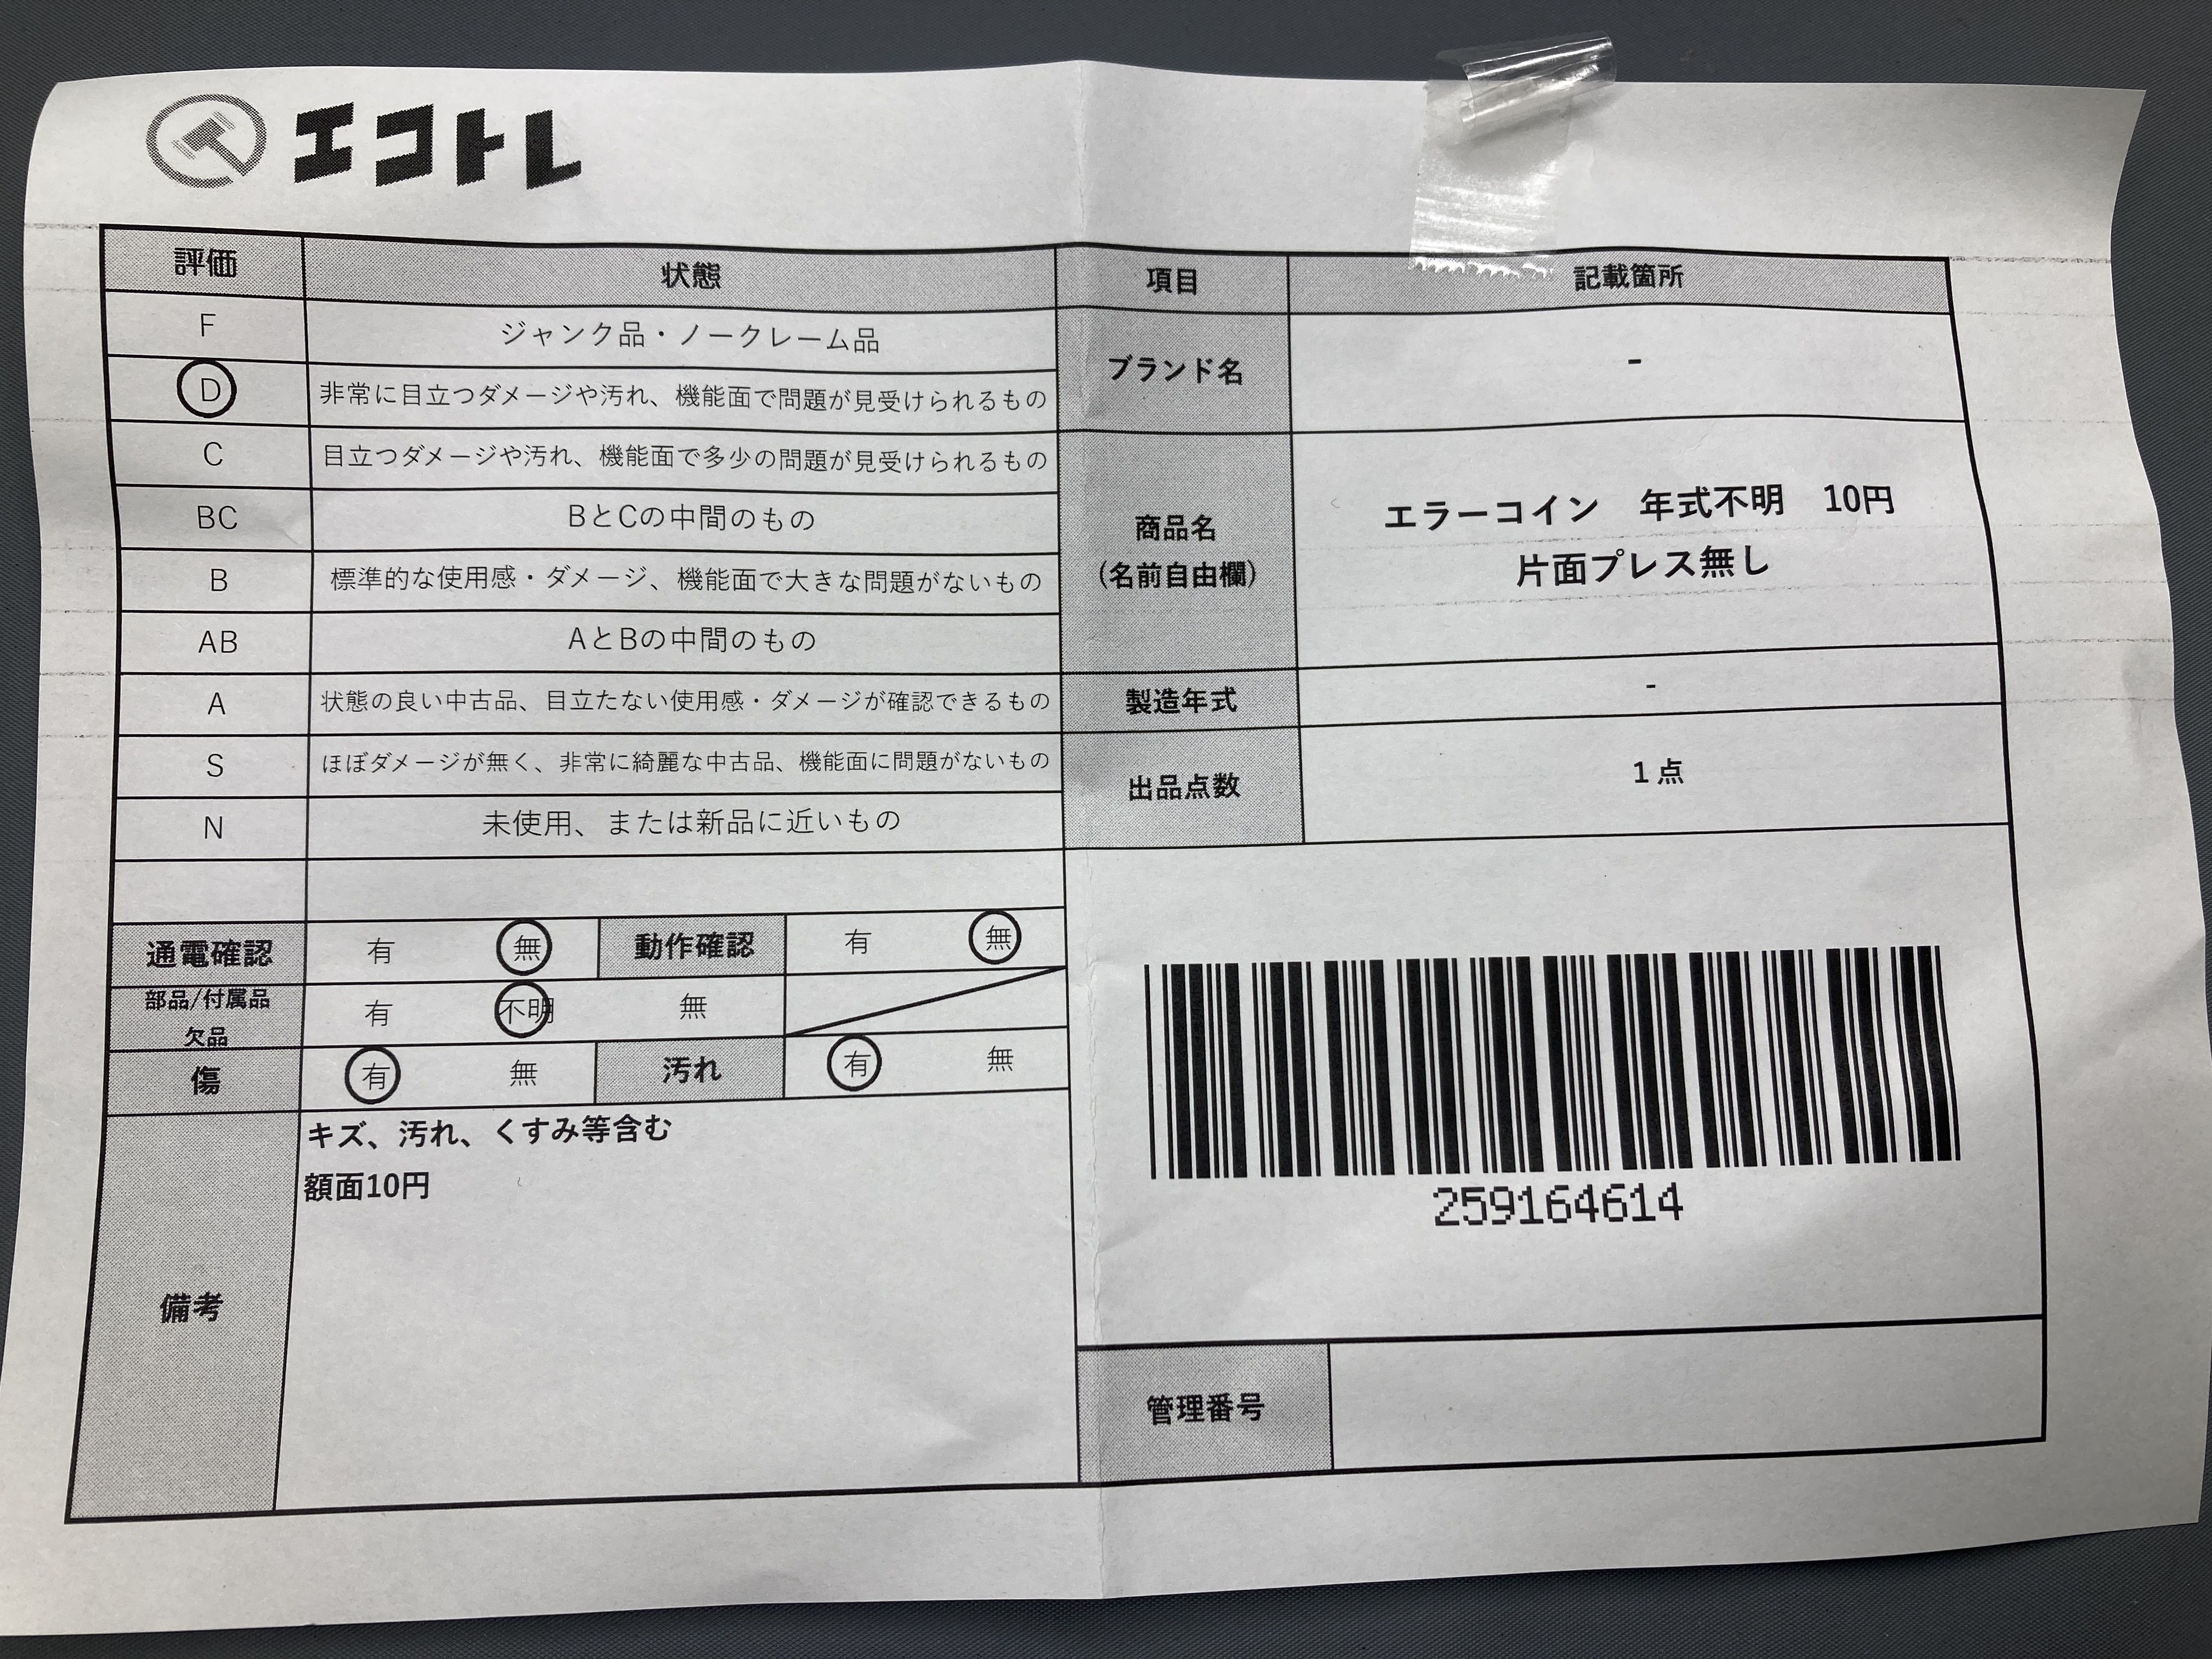 エコトレ
評価 状態
F ジャンク品・ノークレーム品
D 非常に目立つダメージや汚れ、機能面で問題が見受けられるもの
C 目立つダメージや汚れ、機能面で多少の問題が見受けられるもの
BC BとCの中間のもの
B 標準的な使用感・ダメージ、機能面で大きな問題がないもの
AB AとBの中間のもの
A 状態の良い中古品、目立たない使用感・ダメージが確認できるもの
S ほぼダメージが無く、非常に綺麗な中古品、機能面に問題がないもの
N 未使用、または新品に近いもの
通電確認 有 無 動作確認 有 無
部品/付属品
欠品 有 不明 無
傷 有 無 汚れ 有 無
備考
キズ、汚れ、くすみ等含む
額面10円
項目 記載箇所
ブランド名 -
商品名
(名前自由欄)
エラーコイン 年式不明 10円
片面プレス無し
製造年式 -
出品点数 1点
259164614
管理番号